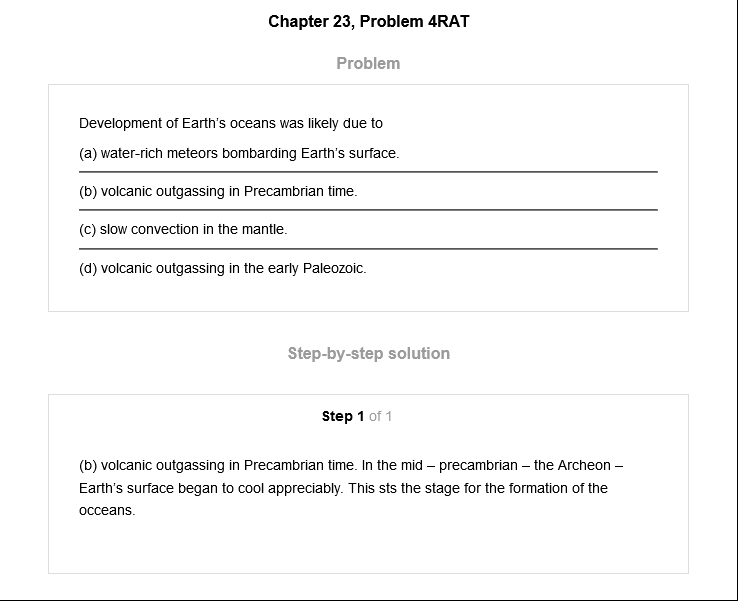 Chapter 23, Problem 4RAT
Problem
Development of Earth's oceans was likely due to
(a) water-rich meteors bombarding Earth's surface.
(b) volcanic outgassing in Precambrian time.
(c) slow convection in the mantle.
(d) volcanic outgassing in the early Paleozoic.
Step-by-step solution
Step 1 of 1
(b) volcanic outgassing in Precambrian time. In the mid – precambrian – the Archeon –
Earth's surface began to cool appreciably. This sts the stage for the formation of the
occeans.